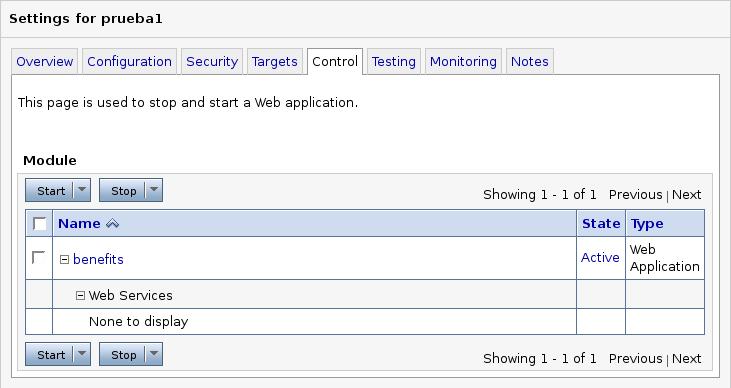 Settings for prueba1
Overview Configuration Security Targets Control Testing Monitoring Notes
This page is used to stop and start a Web application.
Module
Start Stop Showing 1 - 1 of 1 Previous | Next
Name State Type
benefits Active Web Application
Web Services
None to display
Start Stop Showing 1 - 1 of 1 Previous | Next